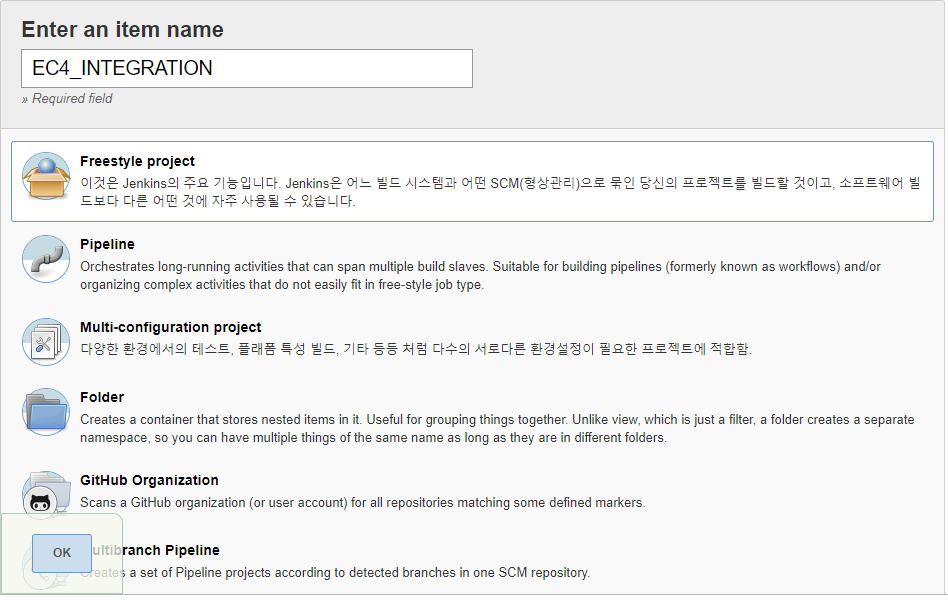 Enter an item name
EC4_INTEGRATION
» Required field
Freestyle project
이것은 Jenkins의 주요 기능입니다. Jenkins은 어느 빌드 시스템과 어떤 SCM(형상관리)으로 묶인 당신의 프로젝트를 빌드할 것이고, 소프트웨어 빌
드보다 다른 어떤 것에 자주 사용될 수 있습니다.
Pipeline
Orchestrates long-running activities that can span multiple build slaves. Suitable for building pipelines (formerly known as workflows) and/or
organizing complex activities that do not easily fit in free-style job type.
Multi-configuration project
다양한 환경에서의 테스트, 플래폼 특성 빌드, 기타 등등 처럼 다수의 서로다른 환경설정이 필요한 프로젝트에 적합함.
Folder
Creates a container that stores nested items in it. Useful for grouping things together. Unlike view, which is just a filter, a folder creates a separate
namespace, so you can have multiple things of the same name as long as they are in different folders.
GitHub Organization
Scans a GitHub organization (or user account) for all repositories matching some defined markers.
Multibranch Pipeline
OK
Creates a set of Pipeline projects according to detected branches in one SCM repository.